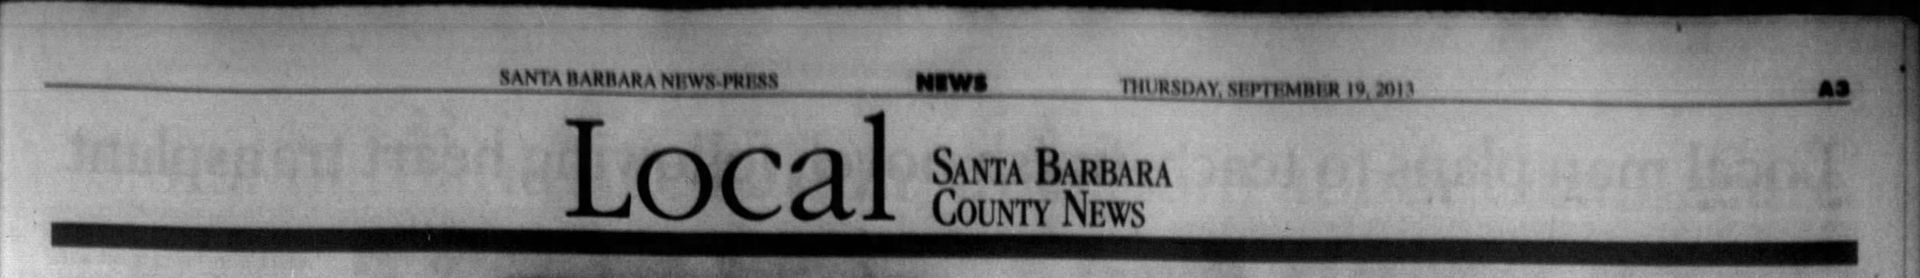 SANTA BARBARA NEWS-PRESS NEWS THURSDAY, SEPTEMBER 19, 2013 A3
Local
SANTA BARBARA
COUNTY NEWS